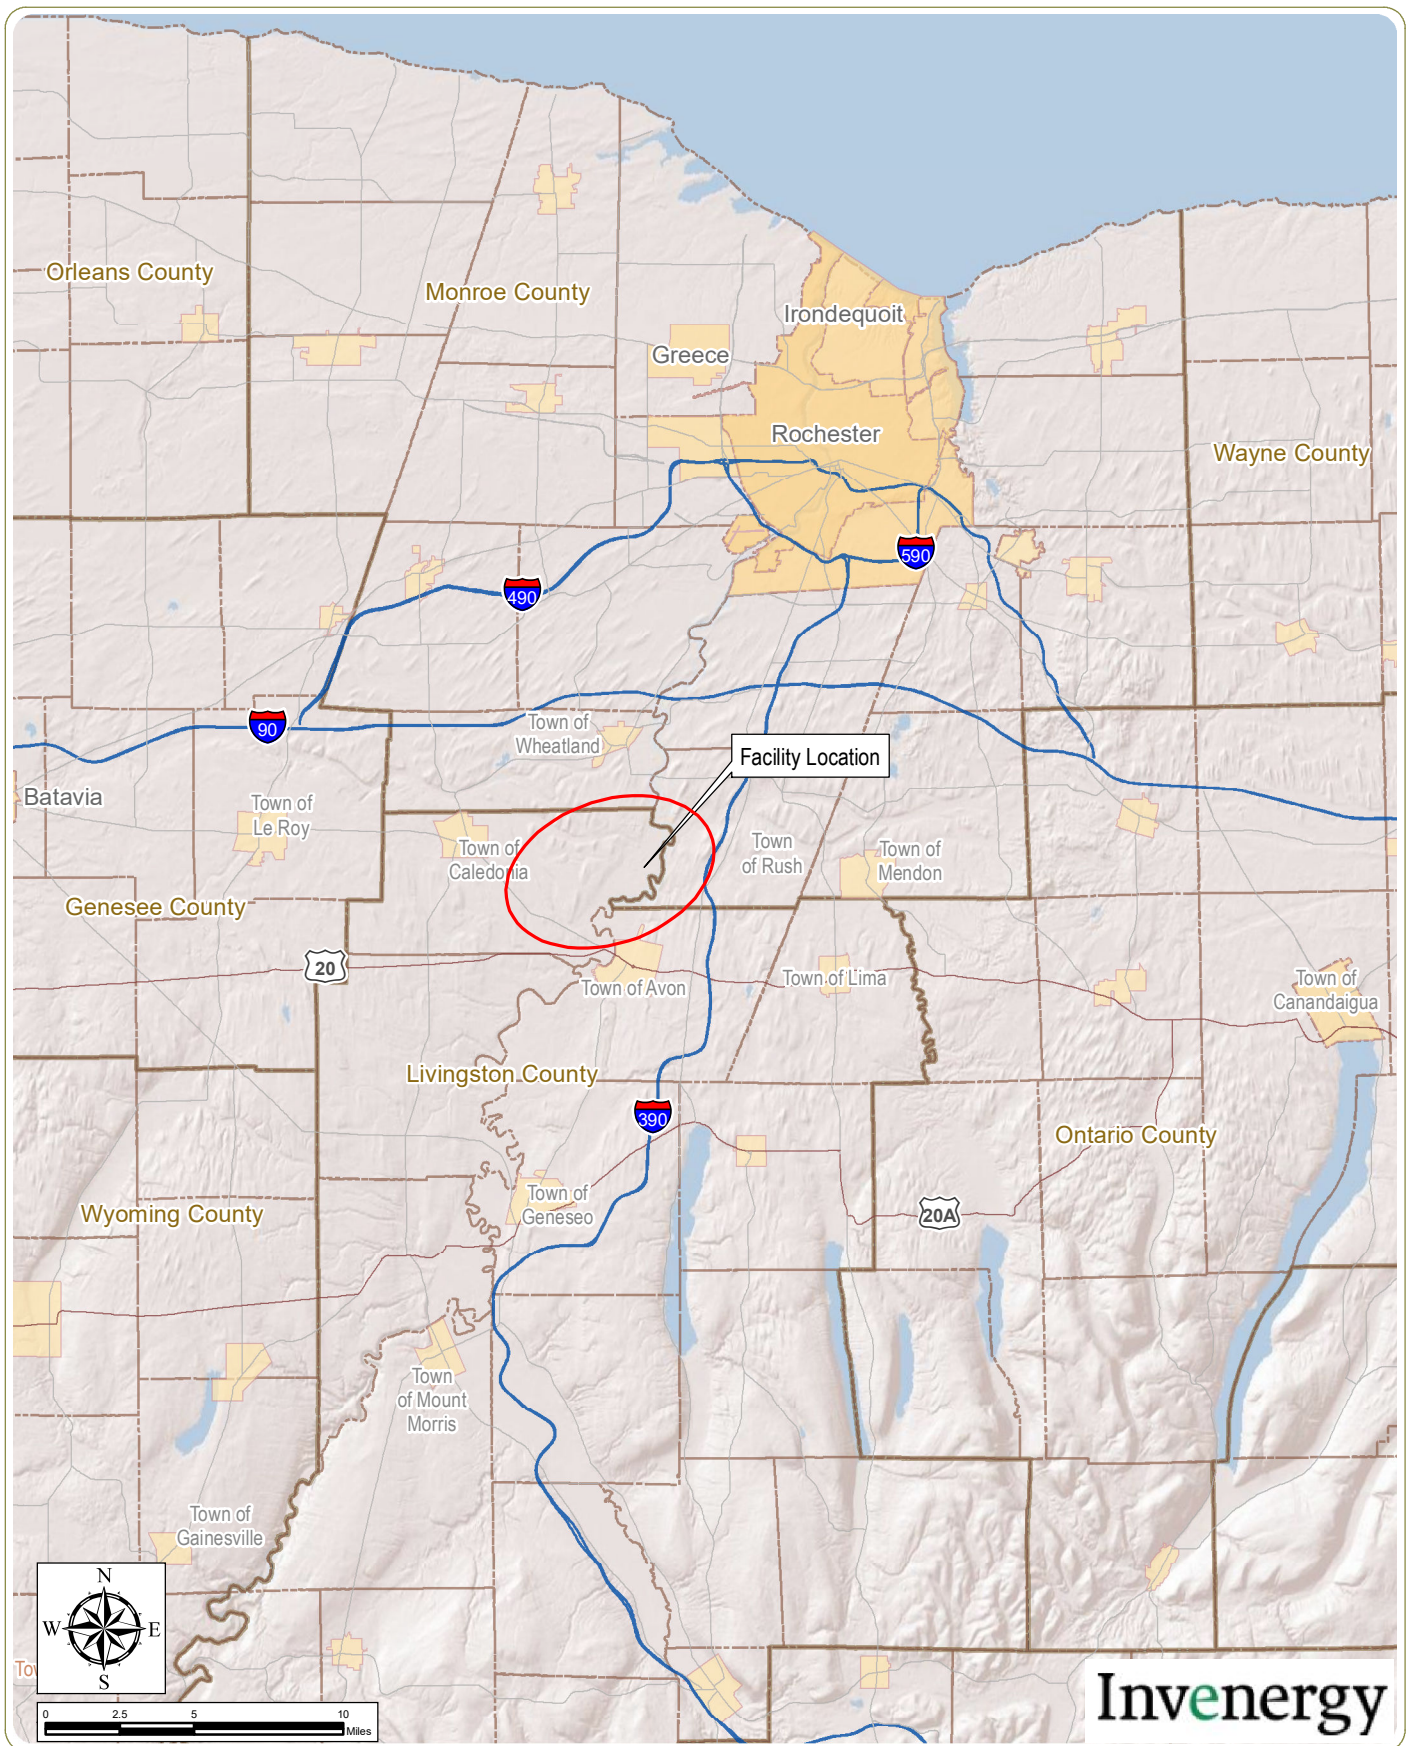 Orleans County
Monroe County
Irondequoit
Greece
Rochester
Wayne County
590
490
90
Town of
Wheatland
Facility Location
Batavia
Town of
Le Roy
Town of
Caledonia
Town
of Rush
Town of
Mendon
Genesee County
20
Town of Avon
Town of Lima
Town of
Canandaigua
Livingston County
390
Ontario County
Town of
Geneseo
Wyoming County
20A
Town
of Mount
Morris
Town of
Gainesville
N
W
E
S
0 2.5 5 10
Miles
Invenergy